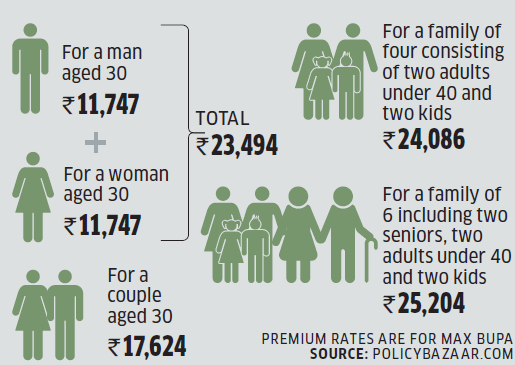 For a man
aged 30
₹11,747
+
For a woman
aged 30
₹11,747
TOTAL
₹23,494
For a
couple
aged 30
₹17,624
For a family of
four consisting
of two adults
under 40 and
two kids
₹24,086
For a family of
6 including two
seniors, two
adults under 40
and two kids
₹25,204
PREMIUM RATES ARE FOR MAX BUPA
SOURCE: POLICYBAZAAR.COM